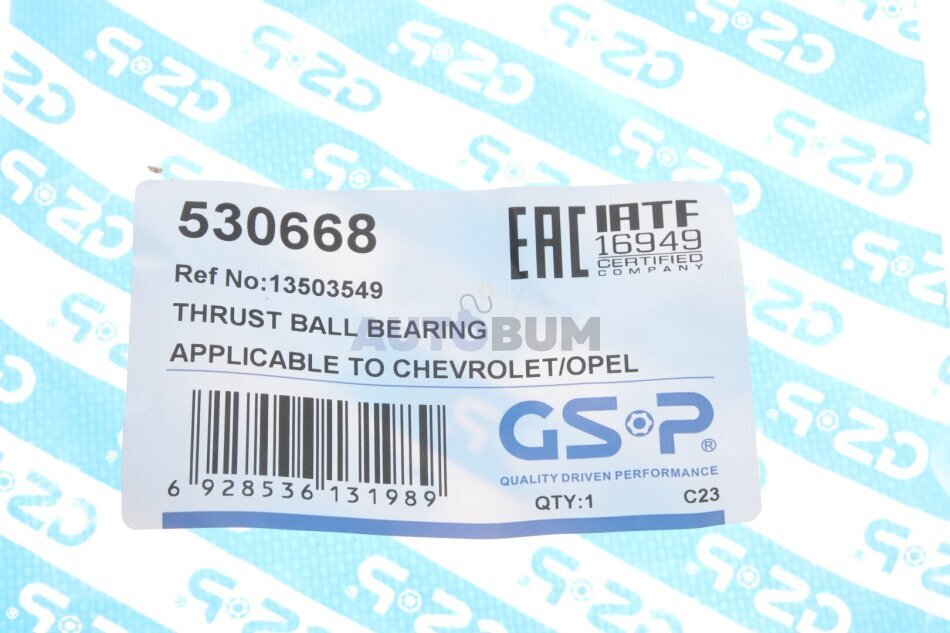 530668
EAC
IATF
16949
CERTIFIED
COMPANY
Ref No:13503549
THRUST BALL BEARING
AUTOBUM
APPLICABLE TO CHEVROLET/OPEL
GSP®
QUALITY DRIVEN PERFORMANCE
6 928536 131989
QTY:1
C23